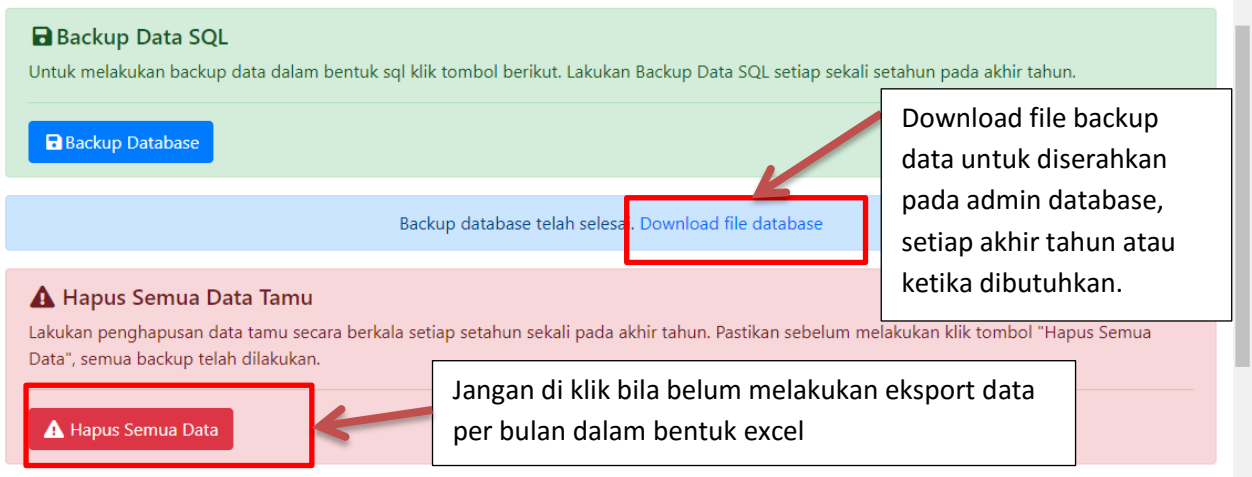 Backup Data SQL
Untuk melakukan backup data dalam bentuk sql klik tombol berikut. Lakukan Backup Data SQL setiap sekali setahun pada akhir tahun.
Backup Database
Download file backup
data untuk diserahkan
pada admin database,
setiap akhir tahun atau
ketika dibutuhkan.
Backup database telah selesai. Download file database
Hapus Semua Data Tamu
Lakukan penghapusan data tamu secara berkala setiap setahun sekali pada akhir tahun. Pastikan sebelum melakukan klik tombol "Hapus Semua
Data", semua backup telah dilakukan.
Jangan di klik bila belum melakukan eksport data
per bulan dalam bentuk excel
Hapus Semua Data